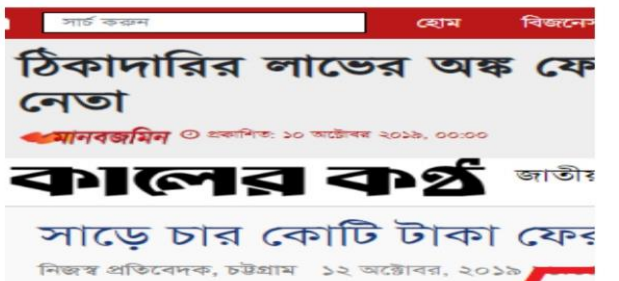 সার্চ করুন হোম বিজনেস
ঠিকাদারির লাভের অঙ্ক ফে
নেতা
মানবজমিন প্রকাশিত: ১০ অক্টোবর ২০১৯, ০০:০০
কালের কণ্ঠ জাতীয়
সাড়ে চার কোটি টাকা ফের
নিজস্ব প্রতিবেদক, চট্টগ্রাম ১২ অক্টোবর, ২০১৯